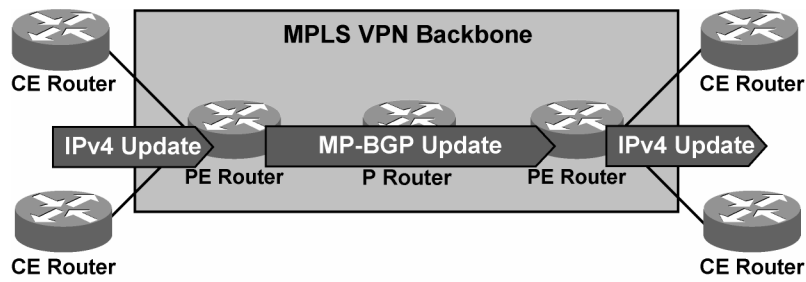 MPLS VPN Backbone
CE Router
CE Router
IPv4 Update
MP-BGP Update
IPv4 Update
PE Router
P Router
PE Router
CE Router
CE Router